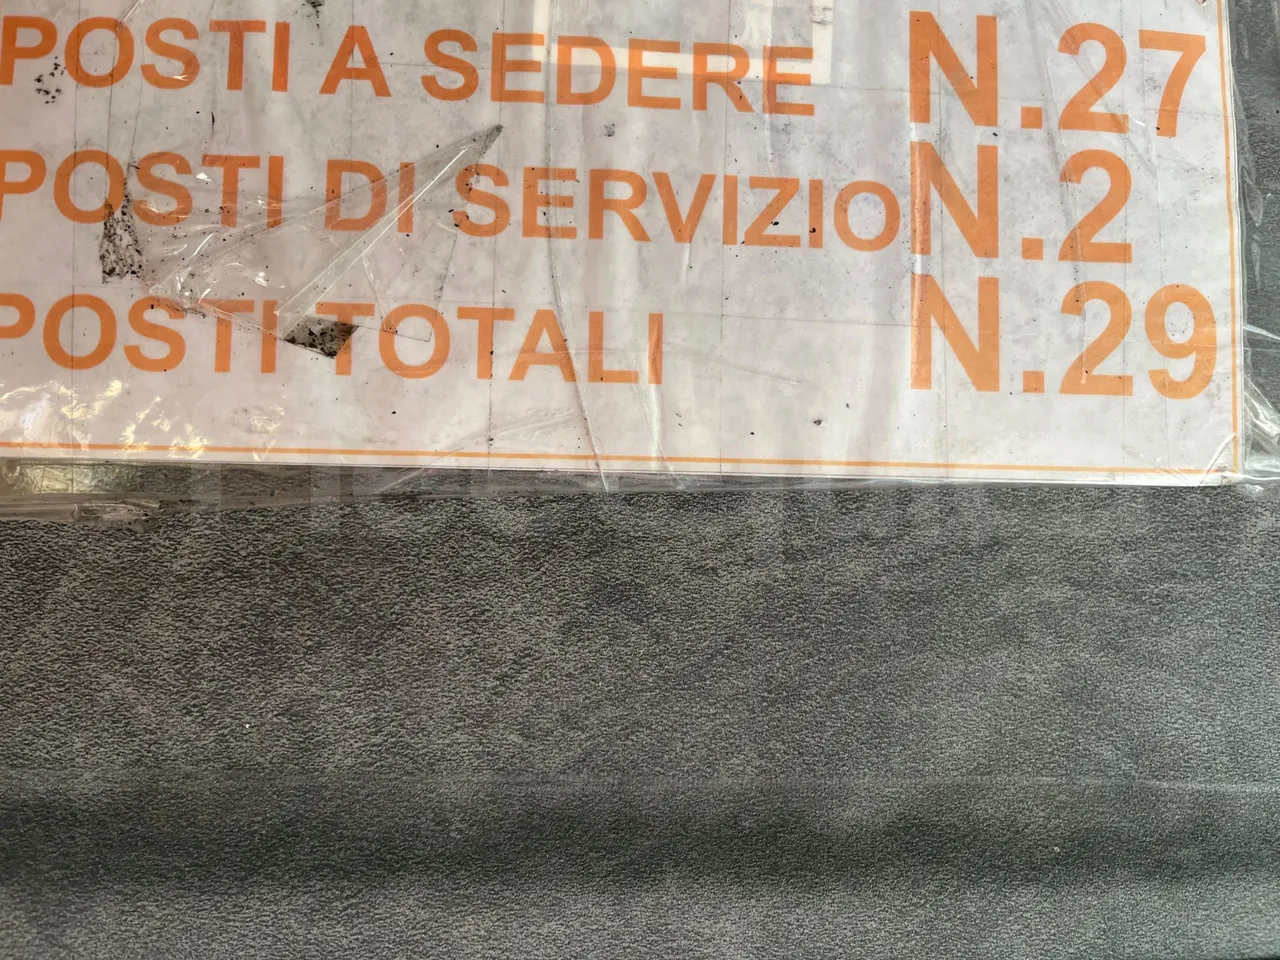 POSTI A SEDERE N.27
POSTI DI SERVIZIO N.2
POSTI TOTALI N.29